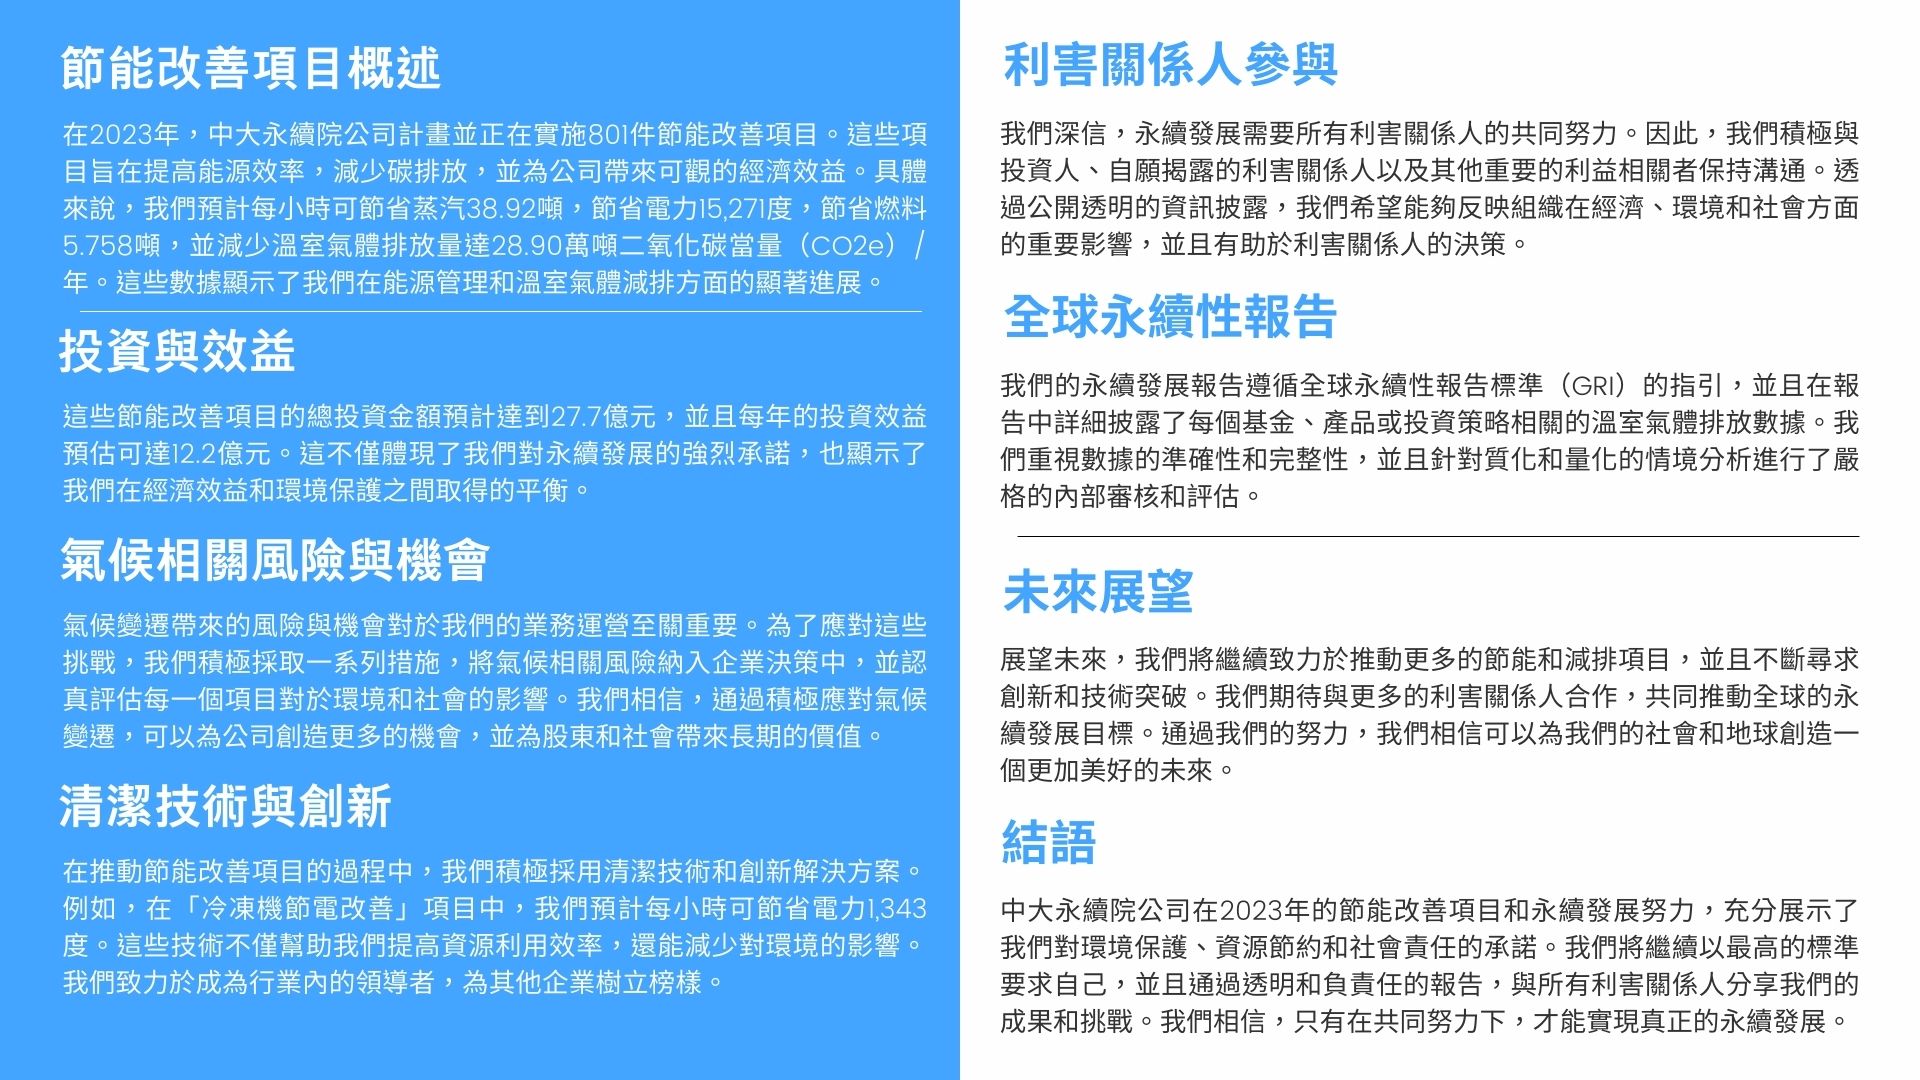 節能改善項目概述
在2023年，中大永續院公司計畫並正在實施801件節能改善項目。這些項
目旨在提高能源效率，減少碳排放，並為公司帶來可觀的經濟效益。具體
來說，我們預計每小時可節省蒸汽38.92噸，節省電力15,271度，節省燃料
5.758噸，並減少溫室氣體排放量達28.90萬噸二氧化碳當量（CO2e）/
年。這些數據顯示了我們在能源管理和溫室氣體減排方面的顯著進展。
投資與效益
這些節能改善項目的總投資金額預計達到27.7億元，並且每年的投資效益
預估可達12.2億元。這不僅體現了我們對永續發展的強烈承諾，也顯示了
我們在經濟效益和環境保護之間取得的平衡。
氣候相關風險與機會
氣候變遷帶來的風險與機會對於我們的業務運營至關重要。為了應對這些
挑戰，我們積極採取一系列措施，將氣候相關風險納入企業決策中，並認
真評估每一個項目對於環境和社會的影響。我們相信，通過積極應對氣候
變遷，可以為公司創造更多的機會，並為股東和社會帶來長期的價值。
清潔技術與創新
在推動節能改善項目的過程中，我們積極採用清潔技術和創新解決方案。
例如，在「冷凍機節電改善」項目中，我們預計每小時可節省電力1,343
度。這些技術不僅幫助我們提高資源利用效率，還能減少對環境的影響。
我們致力於成為行業內的領導者，為其他企業樹立榜樣。
利害關係人參與
我們深信，永續發展需要所有利害關係人的共同努力。因此，我們積極與
投資人、自願揭露的利害關係人以及其他重要的利益相關者保持溝通。透
過公開透明的資訊披露，我們希望能夠反映組織在經濟、環境和社會方面
的重要影響，並且有助於利害關係人的決策。
全球永續性報告
我們的永續發展報告遵循全球永續性報告標準（GRI）的指引，並且在報
告中詳細披露了每個基金、產品或投資策略相關的溫室氣體排放數據。我
們重視數據的準確性和完整性，並且針對質化和量化的情境分析進行了嚴
格的內部審核和評估。
未來展望
展望未來，我們將繼續致力於推動更多的節能和減排項目，並且不斷尋求
創新和技術突破。我們期待與更多的利害關係人合作，共同推動全球的永
續發展目標。通過我們的努力，我們相信可以為我們的社會和地球創造一
個更加美好的未來。
結語
中大永續院公司在2023年的節能改善項目和永續發展努力，充分展示了
我們對環境保護、資源節約和社會責任的承諾。我們將繼續以最高的標準
要求自己，並且通過透明和負責任的報告，與所有利害關係人分享我們的
成果和挑戰。我們相信，只有在共同努力下，才能實現真正的永續發展。